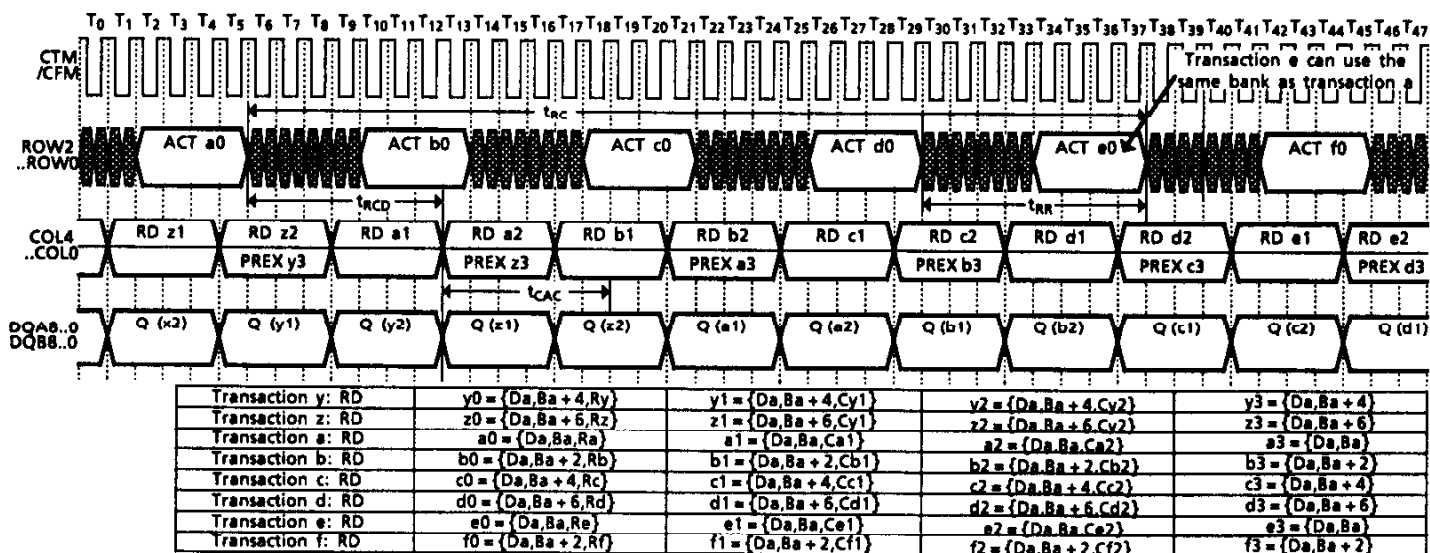 T0 T1 T2 T3 T4 T5 T6 T7 T8 T9 T10 T11 T12 T13 T14 T15 T16 T17 T18 T19 T20 T21 T22 T23 T24 T25 T26 T27 T28 T29 T30 T31 T32 T33 T34 T35 T36 T37 T38 T39 T40 T41 T42 T43 T44 T45 T46 T47
CTM
/CFM
Transaction e can use the
same bank as transaction a
tRC
ROW2
..ROW0
ACT a0 ACT b0 ACT c0 ACT d0 ACT e0 ACT f0
tRCD tRR
COL4
..COL0
RD z1 RD z2 RD a1 RD a2 RD b1 RD b2 RD c1 RD c2 RD d1 RD d2 RD e1 RD e2
PREX y3 PREX z3 PREX a3 PREX b3 PREX c3 PREX d3
tCAC
DQA8..0
DQB8..0
Q (x2) Q (y1) Q (y2) Q (z1) Q (z2) Q (a1) Q (a2) Q (b1) Q (b2) Q (c1) Q (c2) Q (d1)
Transaction y: RD y0 = {Da,Ba + 4,Ry} y1 = {Da,Ba + 4,Cy1} y2 = {Da,Ba + 4,Cy2} y3 = {Da,Ba + 4}
Transaction z: RD z0 = {Da,Ba + 6,Rz} z1 = {Da,Ba + 6,Cy1} z2 = {Da,Ba + 6,Cy2} z3 = {Da,Ba + 6}
Transaction a: RD a0 = {Da,Ba,Ra} a1 = {Da,Ba,Ca1} a2 = {Da,Ba,Ca2} a3 = {Da,Ba}
Transaction b: RD b0 = {Da,Ba + 2,Rb} b1 = {Da,Ba + 2,Cb1} b2 = {Da,Ba + 2,Cb2} b3 = {Da,Ba + 2}
Transaction c: RD c0 = {Da,Ba + 4,Rc} c1 = {Da,Ba + 4,Cc1} c2 = {Da,Ba + 4,Cc2} c3 = {Da,Ba + 4}
Transaction d: RD d0 = {Da,Ba + 6,Rd} d1 = {Da,Ba + 6,Cd1} d2 = {Da,Ba + 6,Cd2} d3 = {Da,Ba + 6}
Transaction e: RD e0 = {Da,Ba,Re} e1 = {Da,Ba,Ce1} e2 = {Da,Ba,Ce2} e3 = {Da,Ba}
Transaction f: RD f0 = {Da,Ba + 2,Rf} f1 = {Da,Ba + 2,Cf1} f2 = {Da,Ba + 2,Cf2} f3 = {Da,Ba + 2}